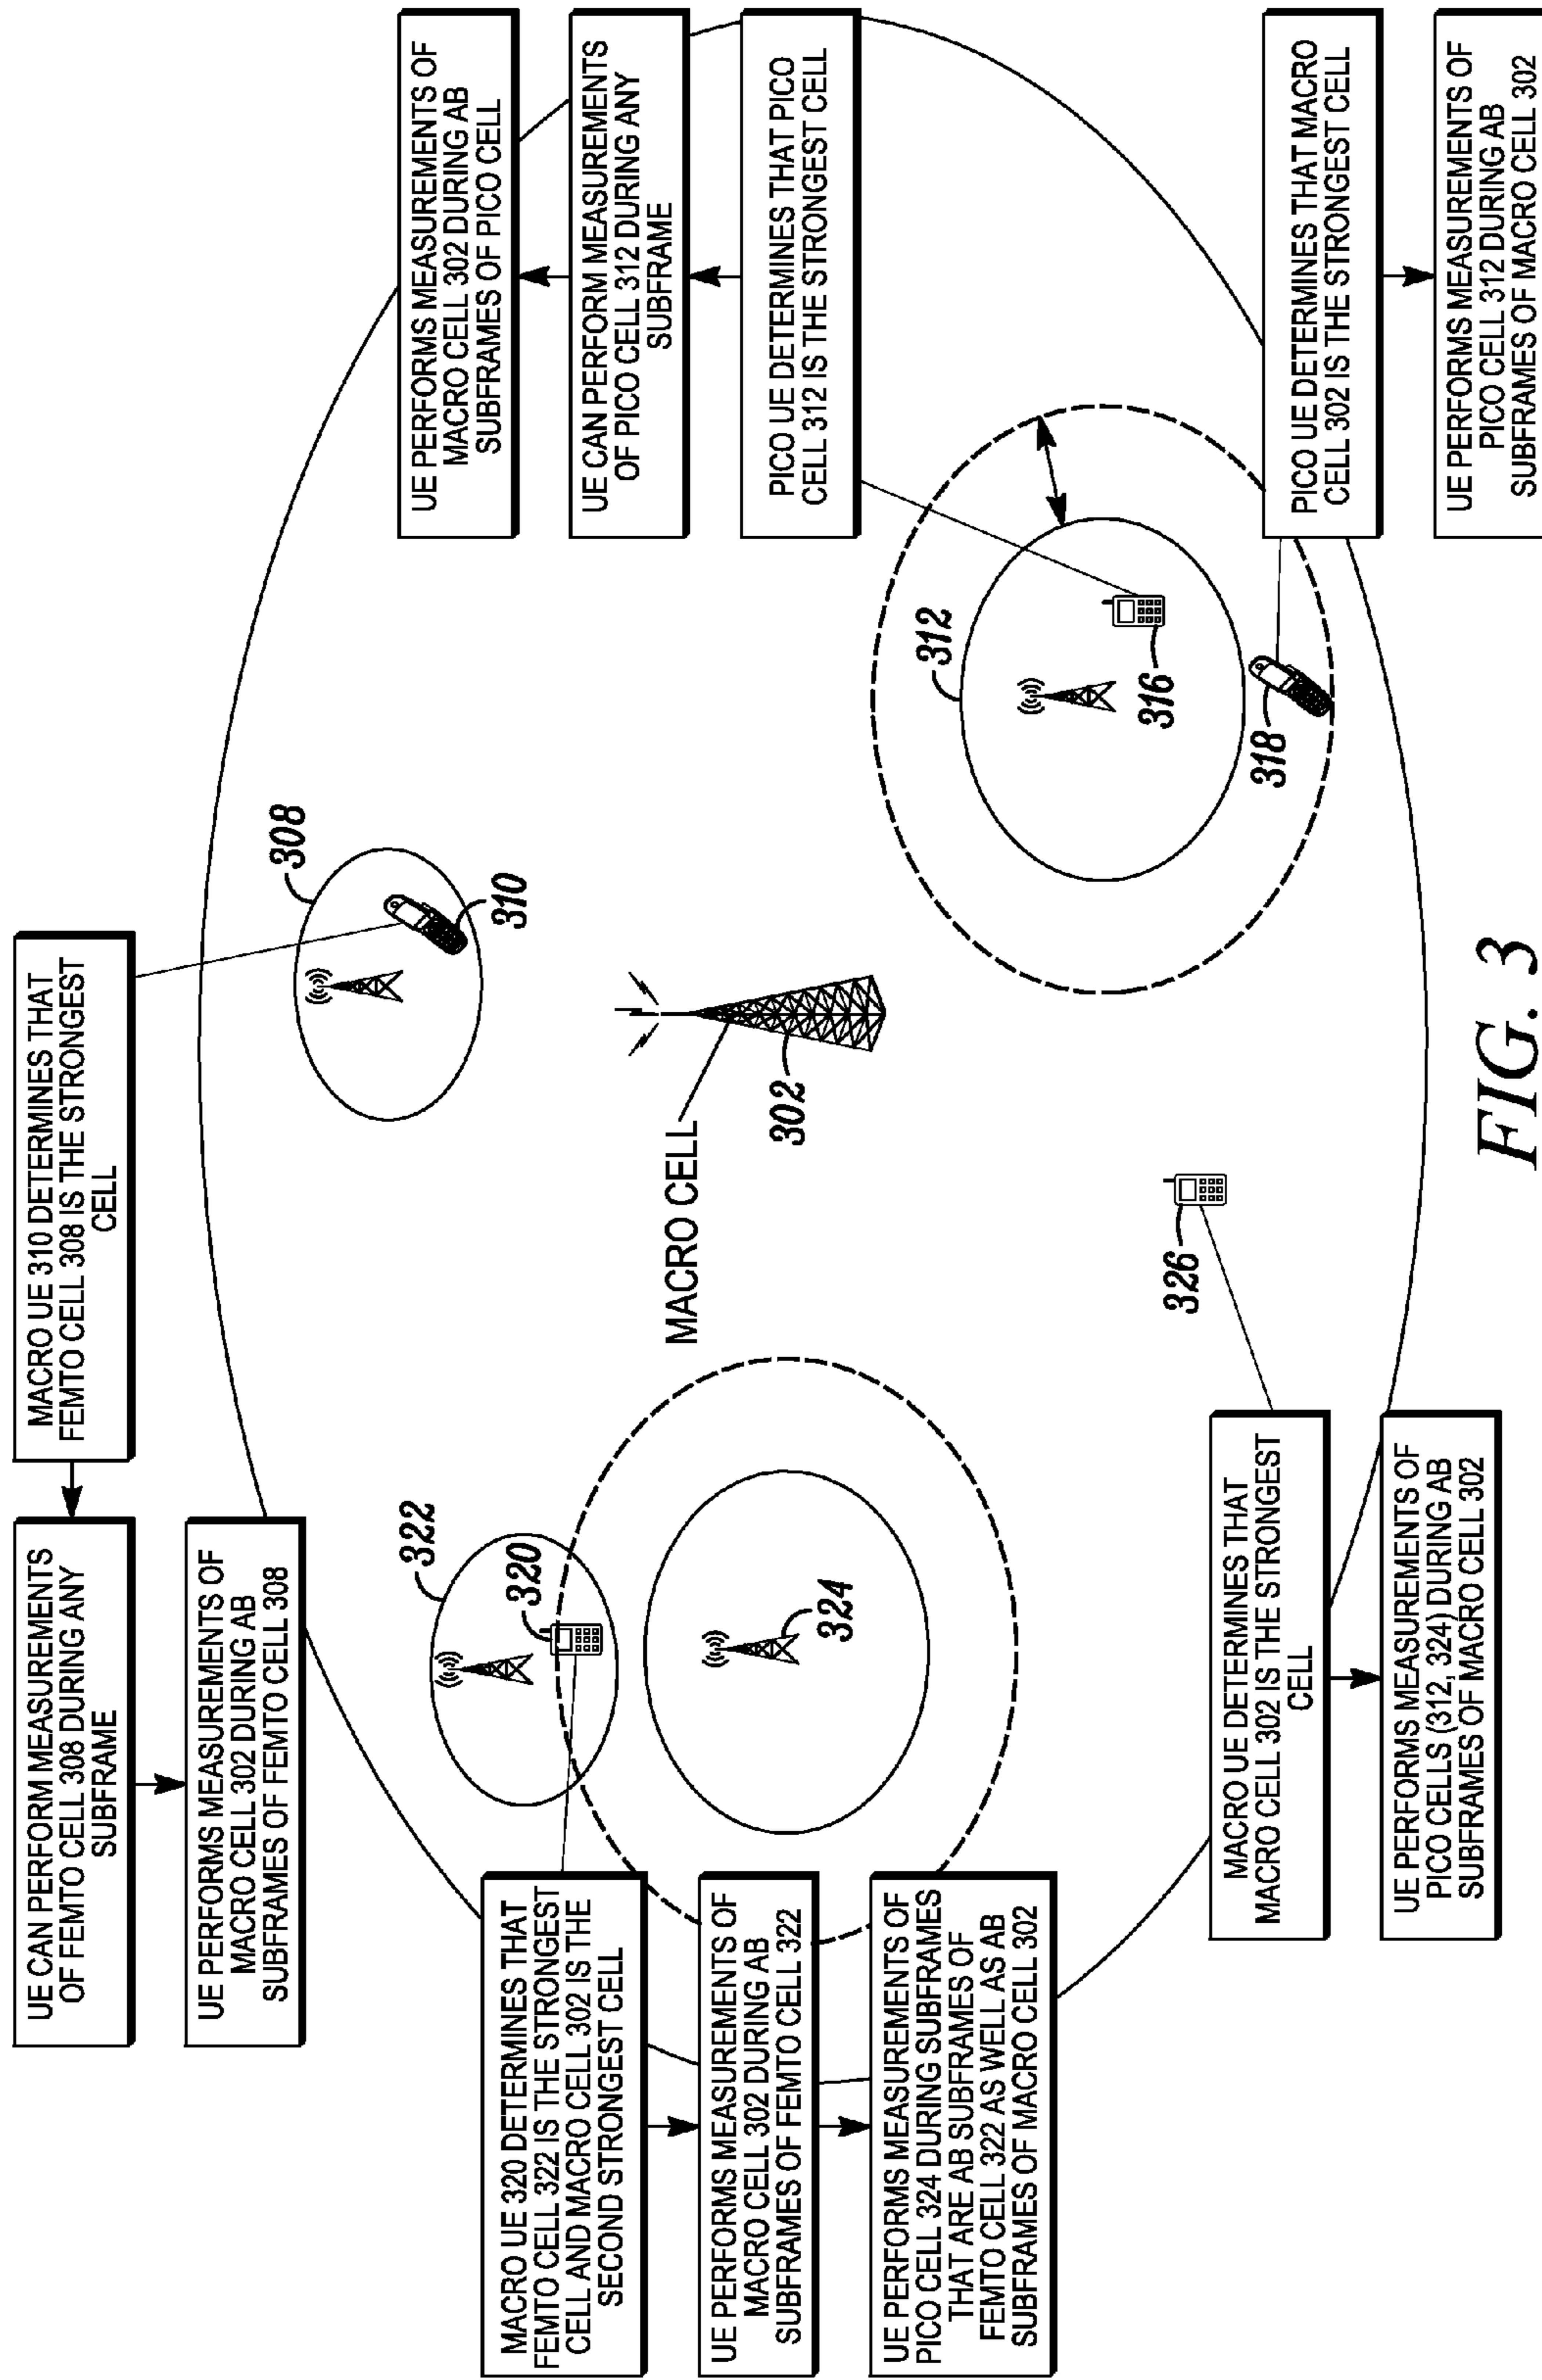 UE CAN PERFORM MEASUREMENTS
OF FEMTO CELL 308 DURING ANY
SUBFRAME
MACRO UE 310 DETERMINES THAT
FEMTO CELL 308 IS THE STRONGEST
CELL
UE PERFORMS MEASUREMENTS OF
MACRO CELL 302 DURING AB
SUBFRAMES OF FEMTO CELL 308
308
310
322
320
324
MACRO UE 320 DETERMINES THAT
FEMTO CELL 322 IS THE STRONGEST
CELL AND MACRO CELL 302 IS THE
SECOND STRONGEST CELL
UE PERFORMS MEASUREMENTS OF
MACRO CELL 302 DURING AB
SUBFRAMES OF FEMTO CELL 322
UE PERFORMS MEASUREMENTS OF
PICO CELL 324 DURING SUBFRAMES
THAT ARE AB SUBFRAMES OF
FEMTO CELL 322 AS WELL AS AB
SUBFRAMES OF MACRO CELL 302
MACRO CELL
302
UE PERFORMS MEASUREMENTS OF
MACRO CELL 302 DURING AB
SUBFRAMES OF PICO CELL
UE CAN PERFORM MEASUREMENTS
OF PICO CELL 312 DURING ANY
SUBFRAME
PICO UE DETERMINES THAT PICO
CELL 312 IS THE STRONGEST CELL
312
316
318
326
MACRO UE DETERMINES THAT
MACRO CELL 302 IS THE STRONGEST
CELL
UE PERFORMS MEASUREMENTS OF
PICO CELLS (312, 324) DURING AB
SUBFRAMES OF MACRO CELL 302
PICO UE DETERMINES THAT MACRO
CELL 302 IS THE STRONGEST CELL
UE PERFORMS MEASUREMENTS OF
PICO CELL 312 DURING AB
SUBFRAMES OF MACRO CELL 302
FIG. 3